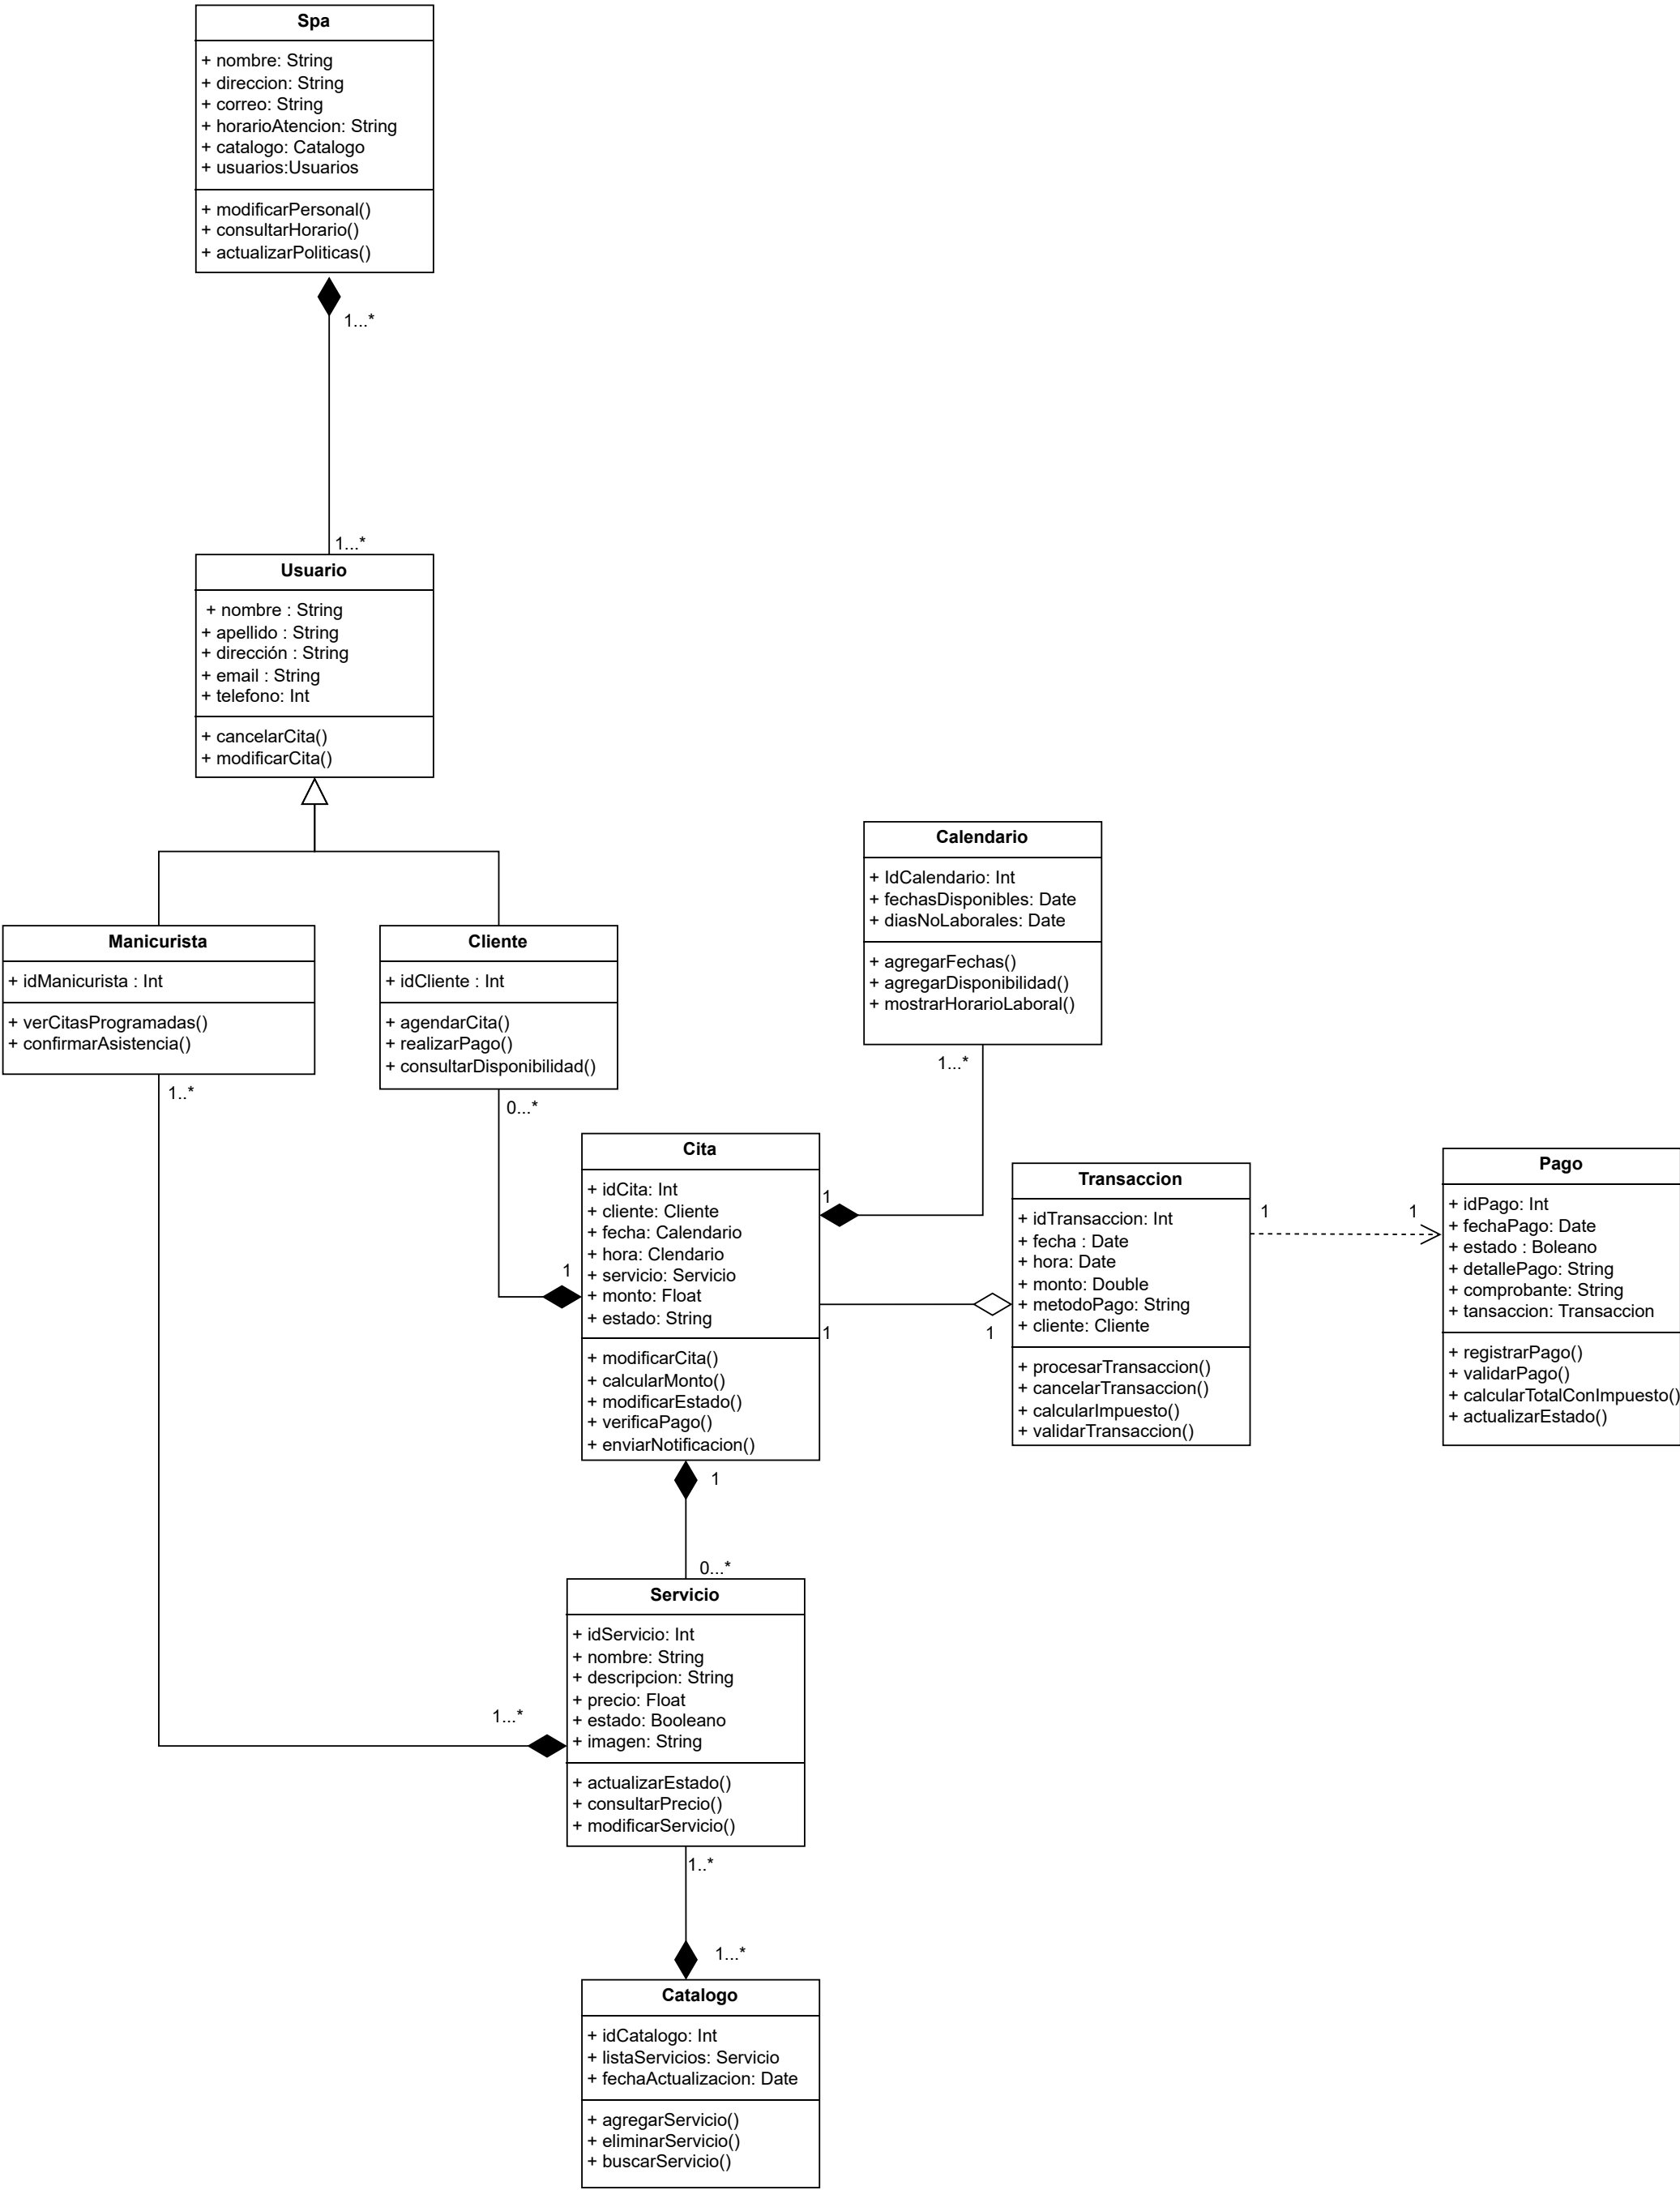 Spa
+ nombre: String
+ direccion: String
+ correo: String
+ horarioAtencion: String
+ catalogo: Catalogo
+ usuarios:Usuarios
+ modificarPersonal()
+ consultarHorario()
+ actualizarPoliticas()
1...*
1...*
Usuario
+ nombre : String
+ apellido : String
+ dirección : String
+ email : String
+ telefono: Int
+ cancelarCita()
+ modificarCita()
Manicurista
+ idManicurista : Int
+ verCitasProgramadas()
+ confirmarAsistencia()
1..*
Cliente
+ idCliente : Int
+ agendarCita()
+ realizarPago()
+ consultarDisponibilidad()
0...*
1
Calendario
+ IdCalendario: Int
+ fechasDisponibles: Date
+ diasNoLaborales: Date
+ agregarFechas()
+ agregarDisponibilidad()
+ mostrarHorarioLaboral()
1...*
1
Cita
+ idCita: Int
+ cliente: Cliente
+ fecha: Calendario
+ hora: Clendario
+ servicio: Servicio
+ monto: Float
+ estado: String
+ modificarCita()
+ calcularMonto()
+ modificarEstado()
+ verificaPago()
+ enviarNotificacion()
1
1
Transaccion
+ idTransaccion: Int
+ fecha : Date
+ hora: Date
+ monto: Double
+ metodoPago: String
+ cliente: Cliente
+ procesarTransaccion()
+ cancelarTransaccion()
+ calcularImpuesto()
+ validarTransaccion()
1
1
Pago
+ idPago: Int
+ fechaPago: Date
+ estado : Boleano
+ detallePago: String
+ comprobante: String
+ tansaccion: Transaccion
+ registrarPago()
+ validarPago()
+ calcularTotalConImpuesto()
+ actualizarEstado()
1
0...*
Servicio
+ idServicio: Int
+ nombre: String
+ descripcion: String
+ precio: Float
+ estado: Booleano
+ imagen: String
+ actualizarEstado()
+ consultarPrecio()
+ modificarServicio()
1...*
1..*
1...*
Catalogo
+ idCatalogo: Int
+ listaServicios: Servicio
+ fechaActualizacion: Date
+ agregarServicio()
+ eliminarServicio()
+ buscarServicio()